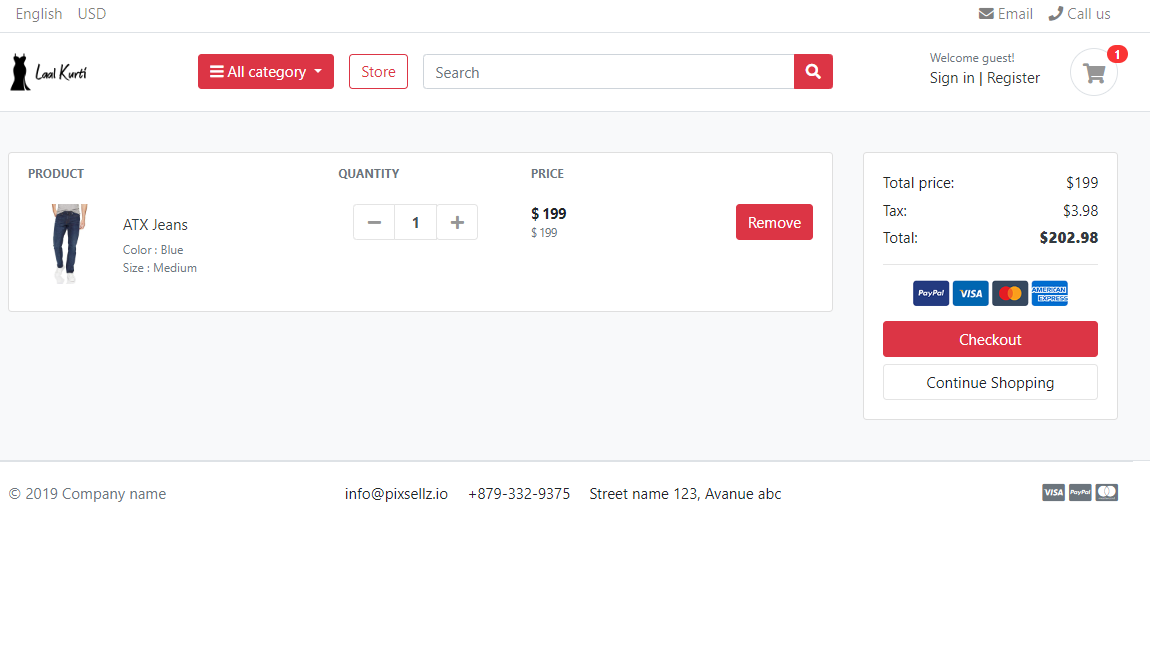 English USD
Email Call us
Laal Kurti
All category
Store
Search
Welcome guest!
Sign in | Register
1
PRODUCT QUANTITY PRICE
ATX Jeans
Color : Blue
Size : Medium
1
$ 199
$ 199
Remove
Total price: $199
Tax: $3.98
Total: $202.98
PayPal VISA AMERICAN EXPRESS
Checkout
Continue Shopping
© 2019 Company name
info@pixsellz.io +879-332-9375 Street name 123, Avanue abc
VISA PayPal